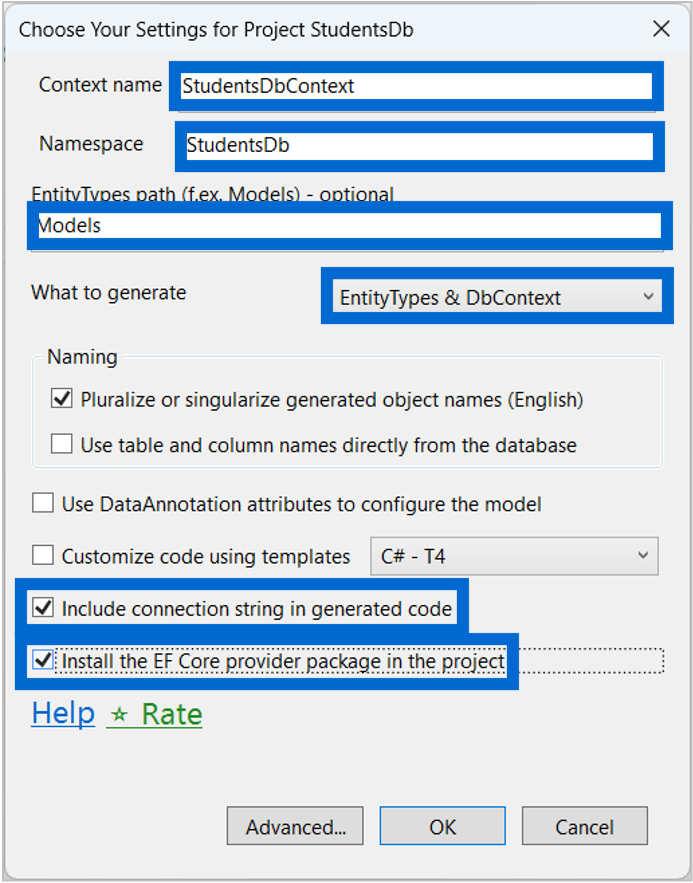 Choose Your Settings for Project StudentsDb
Context name StudentsDbContext
Namespace StudentsDb
EntityTypes path (f.ex. Models) - optional
Models
What to generate EntityTypes & DbContext
Naming
Pluralize or singularize generated object names (English)
Use table and column names directly from the database
Use DataAnnotation attributes to configure the model
Customize code using templates C# - T4
Include connection string in generated code
Install the EF Core provider package in the project
Help ☆ Rate
Advanced... OK Cancel